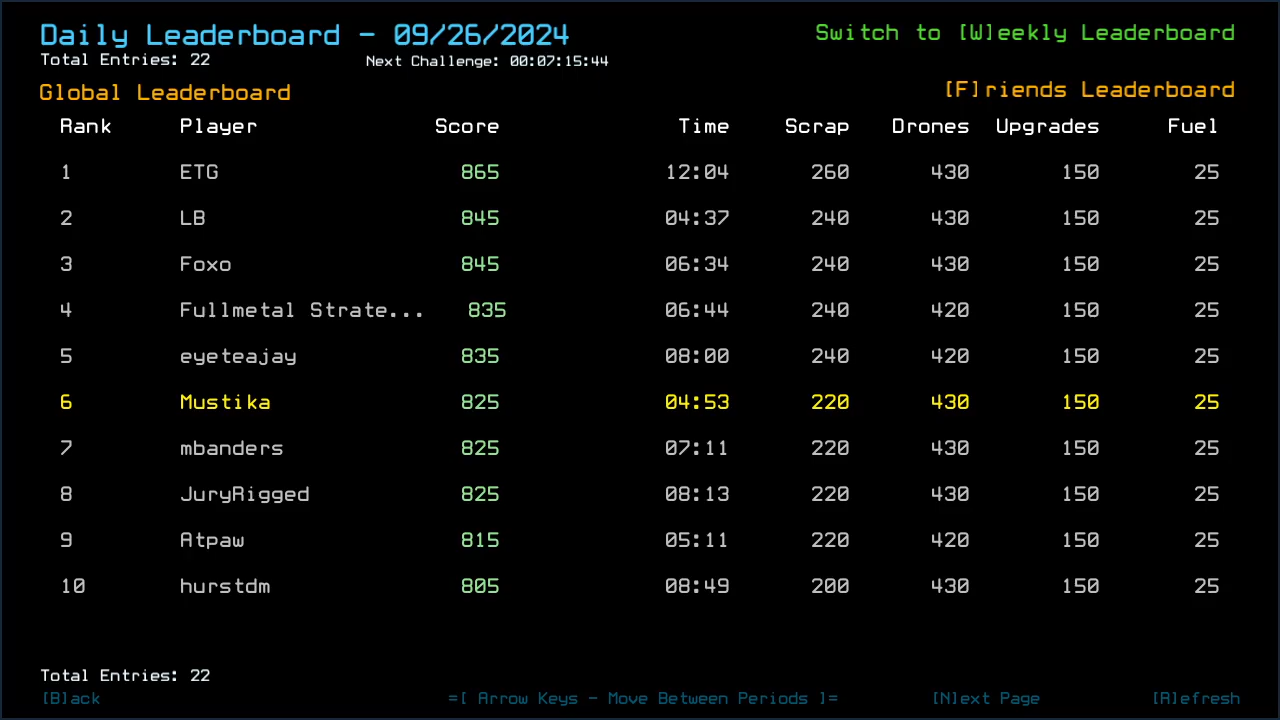 Daily Leaderboard - 09/26/2024 Switch to [W]eekly Leaderboard
Total Entries: 22 Next Challenge: 00:07:15:44
Global Leaderboard [F]riends Leaderboard
Rank Player Score Time Scrap Drones Upgrades Fuel
1 ETG 865 12:04 260 430 150 25
2 LB 845 04:37 240 430 150 25
3 Foxo 845 06:34 240 430 150 25
4 Fullmetal Strate... 835 06:44 240 420 150 25
5 eyeteajay 835 08:00 240 420 150 25
6 Mustika 825 04:53 220 430 150 25
7 mbanders 825 07:11 220 430 150 25
8 JuryRigged 825 08:13 220 430 150 25
9 Atpaw 815 05:11 220 420 150 25
10 hurstdm 805 08:49 200 430 150 25
Total Entries: 22
[B]ack =[ Arrow Keys - Move Between Periods ]= [N]ext Page [R]efresh